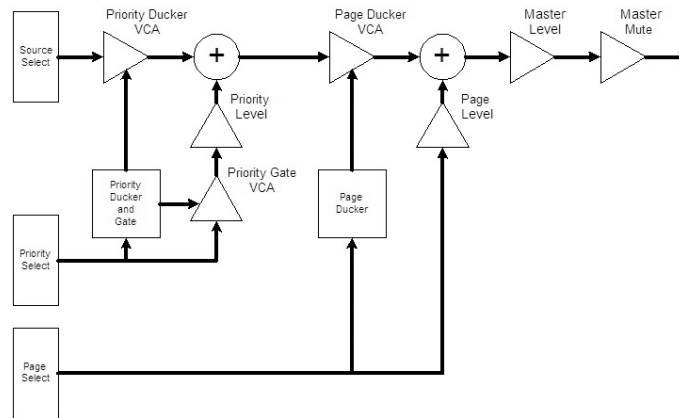 Priority Ducker
VCA
Page Ducker
VCA
Master
Level
Master
Mute
Source
Select
+
+
Priority
Level
Page
Level
Priority Gate
VCA
Priority
Ducker
and
Gate
Page
Ducker
Priority
Select
Page
Select